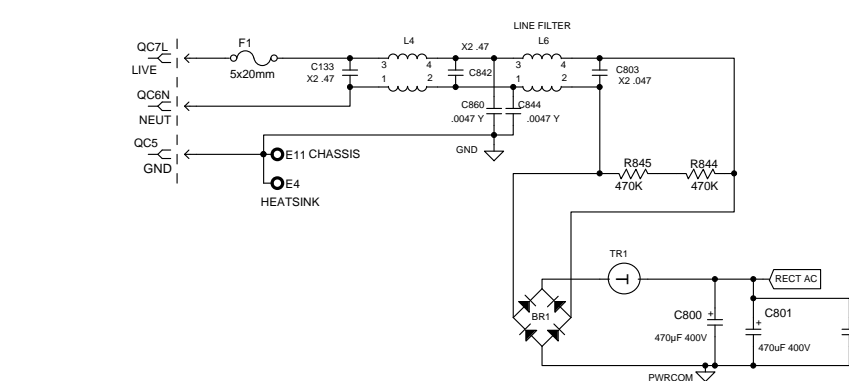 LINE FILTER
QC7L
LIVE
F1
5x20mm
C133
X2 .47
L4
3 4
1 2
X2 .47
C842
L6
3 4
1 2
C803
X2 .047
QC6N
NEUT
C860
.0047 Y
C844
.0047 Y
QC5
GND
E11 CHASSIS
GND
E4
HEATSINK
R845
470K
R844
470K
TR1
RECT AC
BR1
C800
+
470µF 400V
C801
+
470uF 400V
PWRCOM